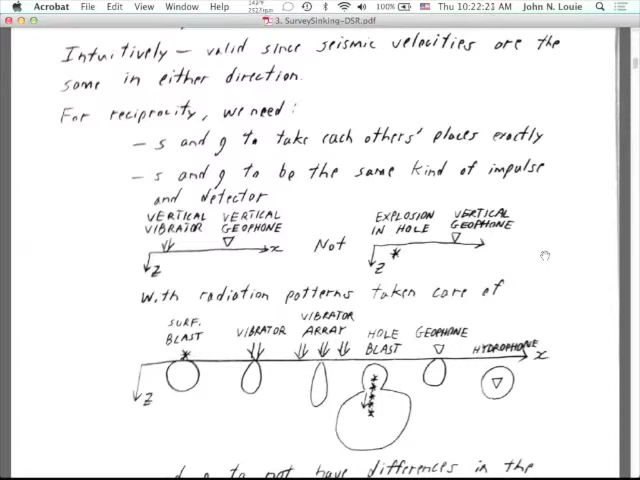 Acrobat File Edit View Window Help 100% Thu 10:22:21 AM John N. Louie
3. SurveySinking-DSR.pdf
Intuitively - valid since seismic velocities are the
same in either direction.
For reciprocity, we need:
- s and g to take each others' places exactly
- s and g to be the same kind of impulse
and detector
VERTICAL VIBRATOR
VERTICAL GEOPHONE
x
z
Not
EXPLOSION IN HOLE
VERTICAL GEOPHONE
z
With radiation patterns taken care of
SURF. BLAST
VIBRATOR
VIBRATOR ARRAY
HOLE BLAST
GEOPHONE
HYDROPHONE
x
z
to not have differences in the